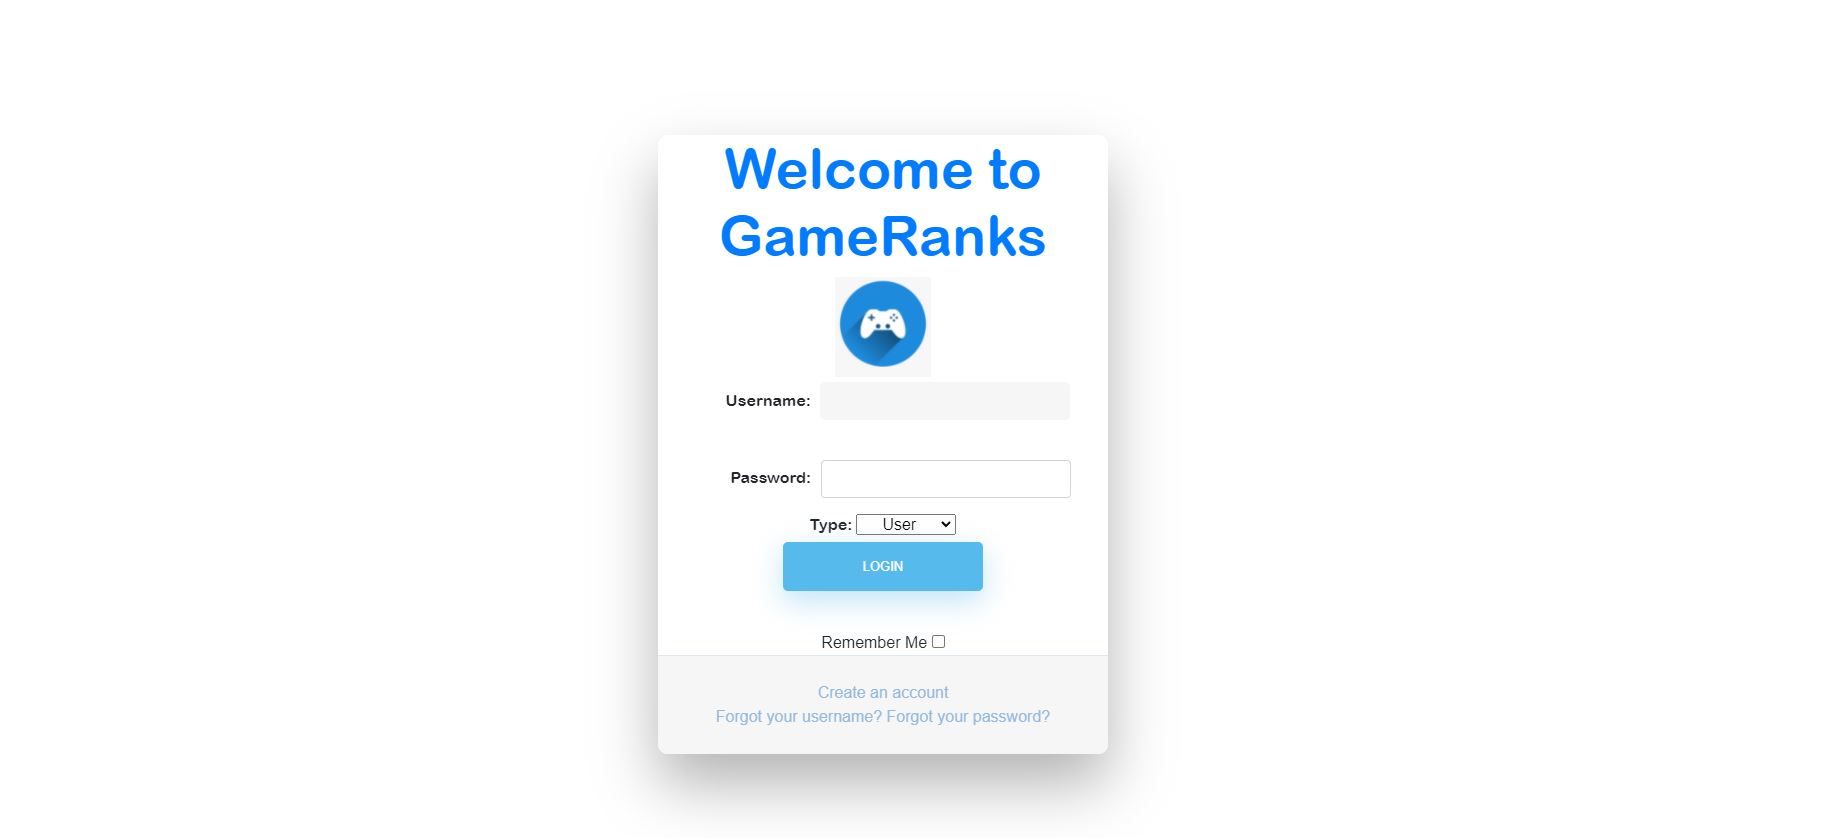 Welcome to
GameRanks
Username:
Password:
Type: User
LOGIN
Remember Me
Create an account
Forgot your username? Forgot your password?